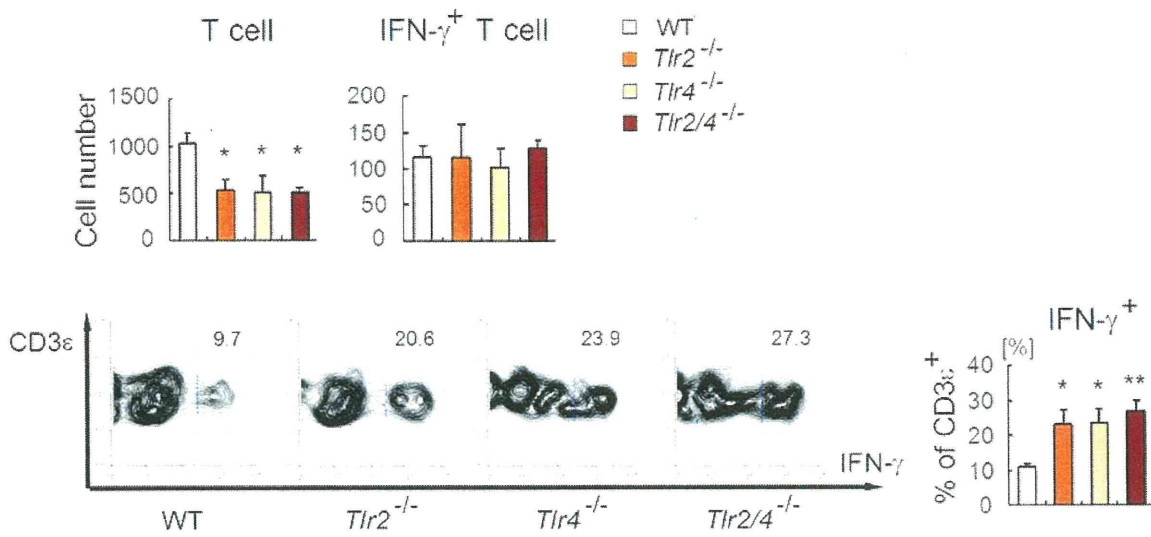 T cell
IFN-γ+ T cell
WT
Tlr2-/-
Tlr4-/-
Tlr2/4-/-
Cell number
1500
1000
500
0
* * *
200
150
100
50
0
CD3ε
9.7
20.6
23.9
27.3
IFN-γ
WT
Tlr2-/-
Tlr4-/-
Tlr2/4-/-
IFN-γ+
[%]
% of CD3ε+
40
30
20
10
0
* * **